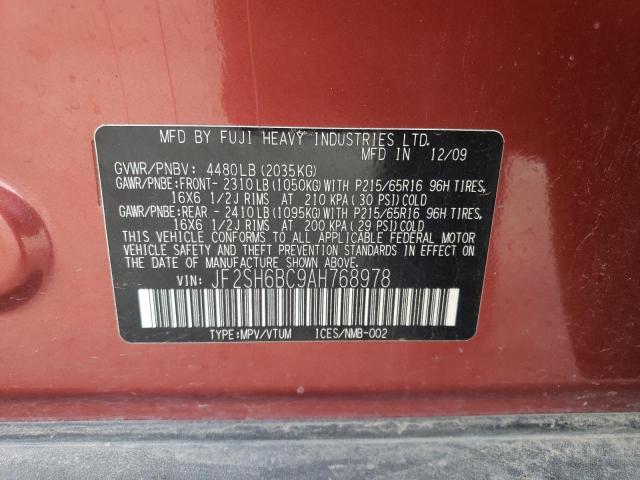 MFD BY FUJI HEAVY INDUSTRIES LTD.
MFD IN 12/09
GVWR/PNBV: 4480LB (2035KG)
GAWR/PNBE: FRONT- 2310LB (1050KG) WITH P215/65R16 96H TIRES,
16X6 1/2J RIMS AT 210 KPA (30 PSI) COLD
GAWR/PNBE: REAR - 2410LB (1095KG) WITH P215/65R16 96H TIRES,
16X6 1/2J RIMS AT 200 KPA (29 PSI) COLD
THIS VEHICLE CONFORMS TO ALL APPLICABLE FEDERAL MOTOR
VEHICLE SAFETY AND THEFT PREVENTION STANDARDS IN EFFECT
ON THE DATE OF MANUFACTURE SHOWN ABOVE.
VIN: JF2SH6BC9AH768978
TYPE:MPV/VTUM ICES/NMB-002